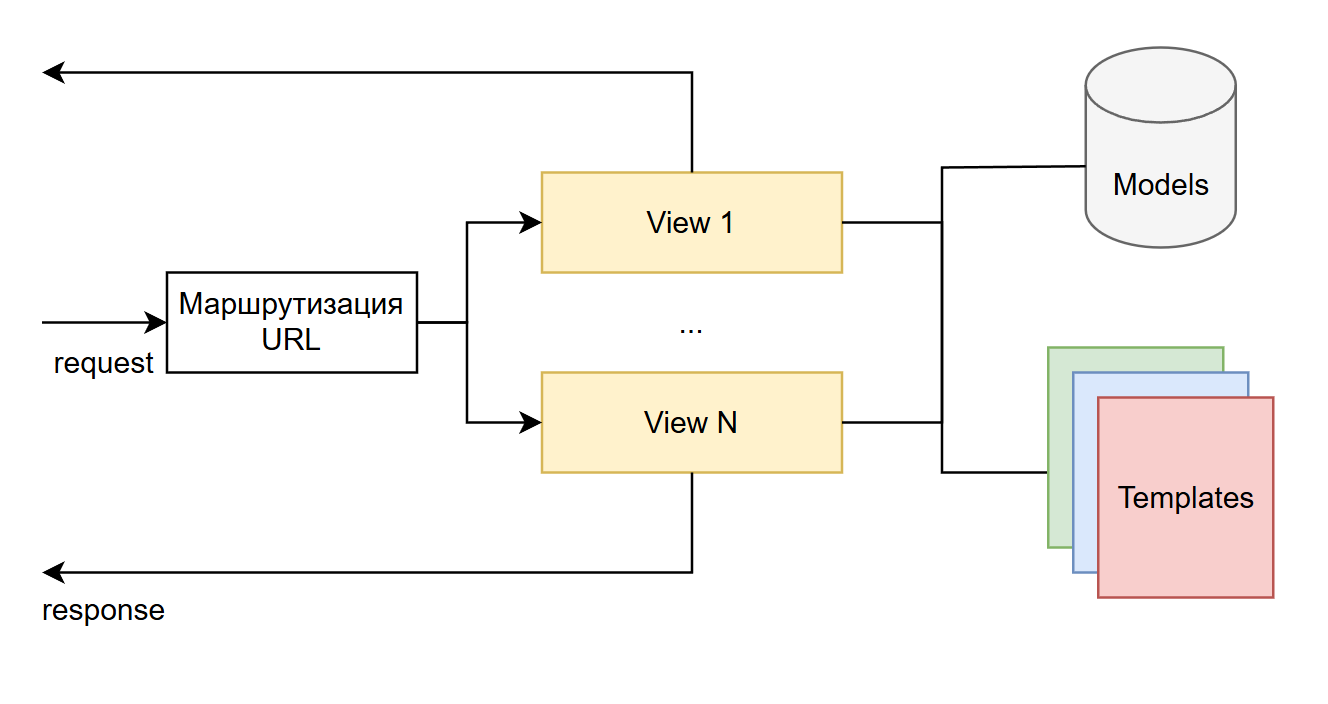 Models
View 1
Маршрутизация
URL
...
request
View N
Templates
response